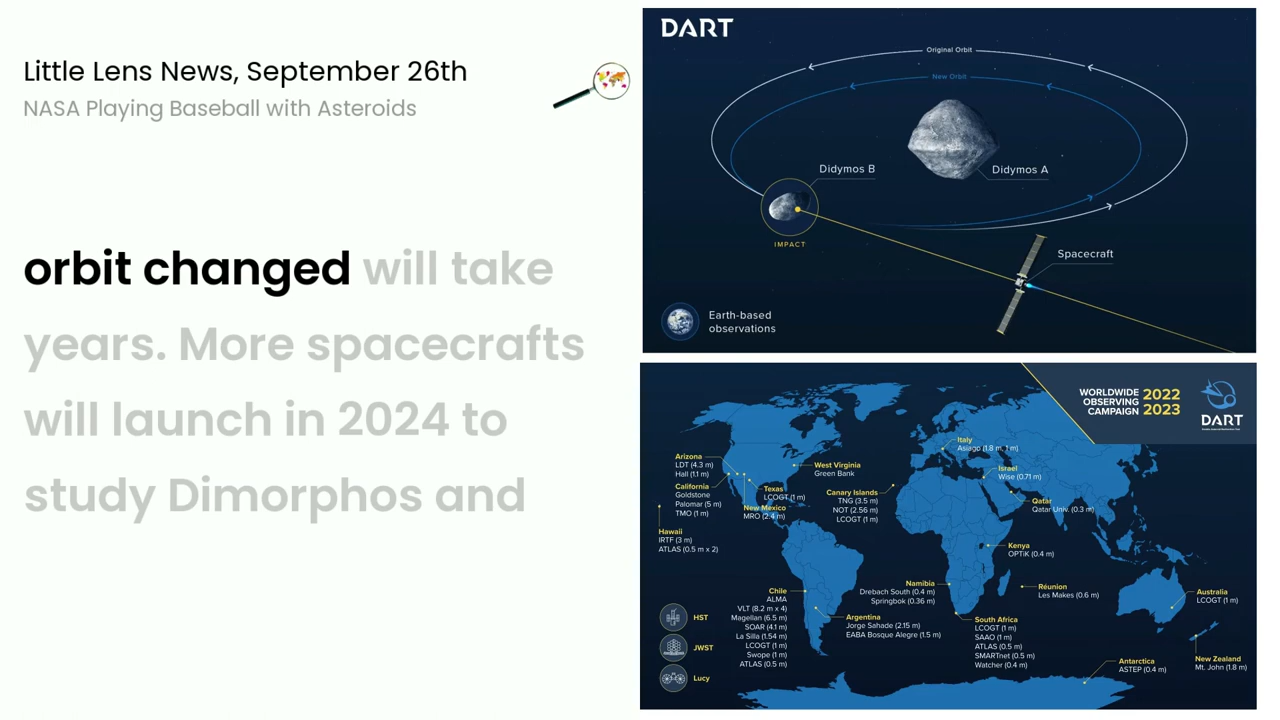 Little Lens News, September 26th
NASA Playing Baseball with Asteroids
orbit changed will take
years. More spacecrafts
will launch in 2024 to
study Dimorphos and
DART
Original Orbit
New Orbit
Didymos B
Didymos A
IMPACT
Spacecraft
Earth-based
observations
WORLDWIDE
OBSERVING
CAMPAIGN
2022
2023
DART
Italy
Asiago (1.8 m, 1 m)
Arizona
LDT (4.3 m)
Hall (1.1 m)
West Virginia
Green Bank
Israel
Wise (0.71 m)
California
Goldstone
Palomar (5 m)
TMO (1 m)
Texas
LCOGT (1 m)
New Mexico
MRO (2.4 m)
Canary Islands
TNG (3.5 m)
NOT (2.56 m)
LCOGT (1 m)
Qatar
Qatar Univ. (0.3 m)
Hawaii
IRTF (3 m)
ATLAS (0.5 m x 2)
Kenya
OPTiK (0.4 m)
Namibia
Drebach South (0.4 m)
Springbok (0.36 m)
Réunion
Les Makes (0.6 m)
Chile
ALMA
VLT (8.2 m x 4)
Magellan (6.5 m)
SOAR (4.1 m)
La Silla (1.54 m)
LCOGT (1 m)
Swope (1 m)
ATLAS (0.5 m)
Argentina
Jorge Sahade (2.15 m)
EABA Bosque Alegre (1.5 m)
South Africa
LCOGT (1 m)
SAAO (1 m)
ATLAS (0.5 m)
SMARTnet (0.5 m)
Watcher (0.4 m)
Australia
LCOGT (1 m)
New Zealand
Mt. John (1.8 m)
Antarctica
ASTEP (0.4 m)
HST
JWST
Lucy